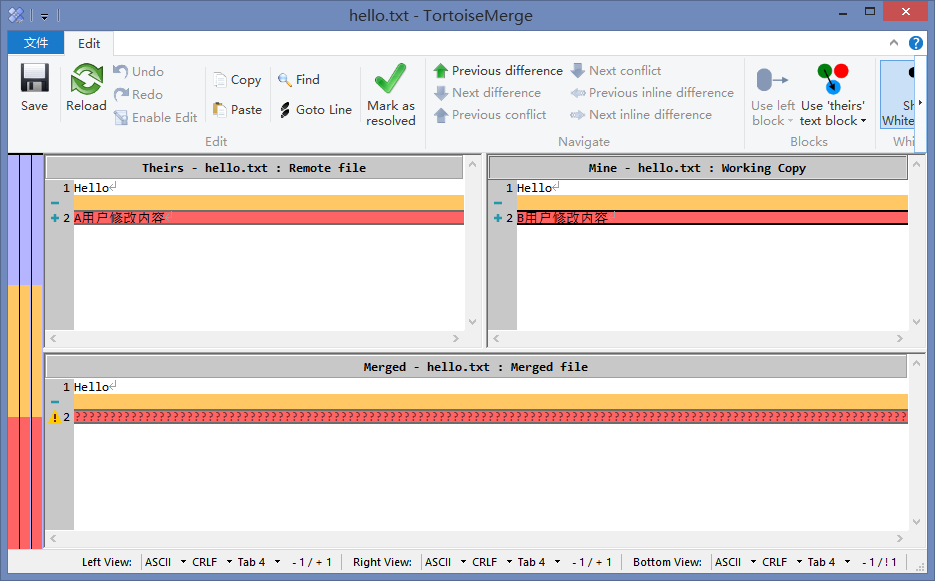 hello.txt - TortoiseMerge
文件 Edit
Save
Reload
Undo
Redo
Enable Edit
Copy
Paste
Find
Goto Line
Mark as resolved
Previous difference
Next difference
Previous conflict
Next conflict
Previous inline difference
Next inline difference
Use left block
Use 'theirs' text block
Sh
White
Edit
Navigate
Blocks
Whi
Theirs - hello.txt : Remote file
1 Hello
2 A用户修改内容
Mine - hello.txt : Working Copy
1 Hello
2 B用户修改内容
Merged - hello.txt : Merged file
1 Hello
2 ???????????????????????????????????????????????????????????????????????????????????????????????????????????????????????
Left View: ASCII CRLF Tab 4 - 1 / + 1 Right View: ASCII CRLF Tab 4 - 1 / + 1 Bottom View: ASCII CRLF Tab 4 - 1 / ! 1